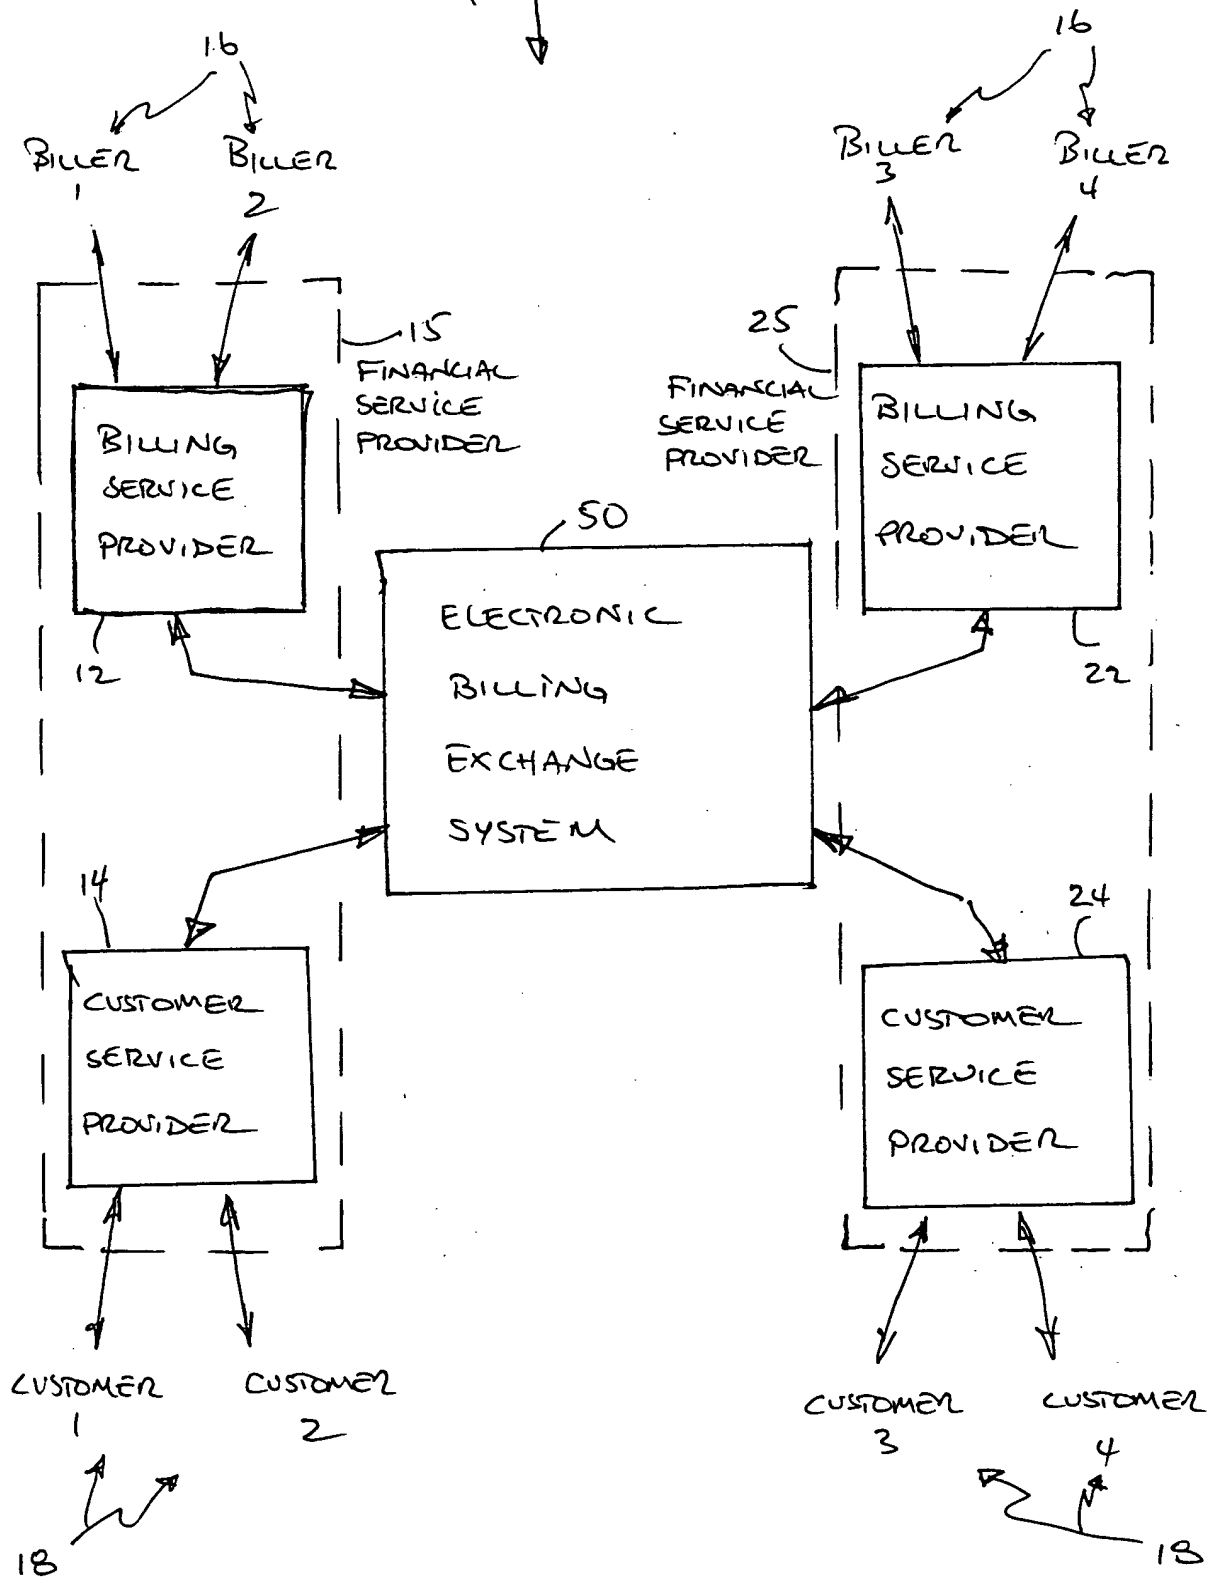 16
16
BILLER
1
BILLER
2
BILLER
3
BILLER
4
15
FINANCIAL
SERVICE
PROVIDER
25
FINANCIAL
SERVICE
PROVIDER
BILLING
SERVICE
PROVIDER
12
BILLING
SERVICE
PROVIDER
22
50
ELECTRONIC
BILLING
EXCHANGE
SYSTEM
14
CUSTOMER
SERVICE
PROVIDER
24
CUSTOMER
SERVICE
PROVIDER
CUSTOMER
1
CUSTOMER
2
CUSTOMER
3
CUSTOMER
4
18
18